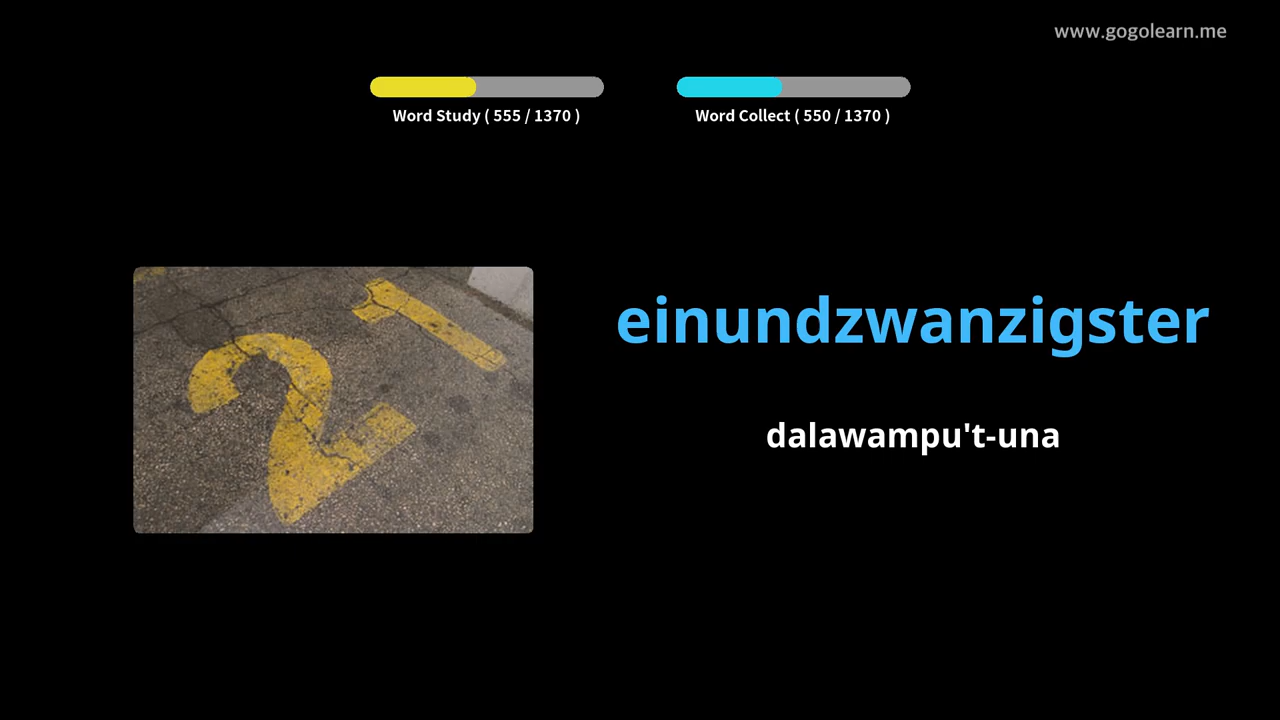 www.gogolearn.me
Word Study ( 555 / 1370 )
Word Collect ( 550 / 1370 )
21
einundzwanzigster
dalawampu't-una